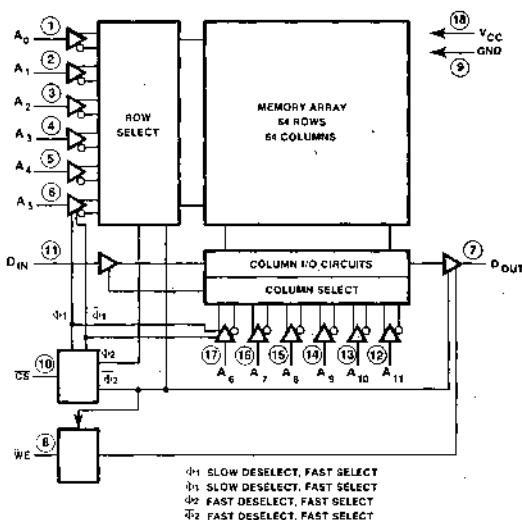 1
A0
2
A1
3
A2
4
A3
5
A4
6
A5
ROW
SELECT
MEMORY ARRAY
64 ROWS
64 COLUMNS
18
VCC
GND
9
11
DIN
COLUMN I/O CIRCUITS
COLUMN SELECT
7
DOUT
Φ1 Φ̅1
17 16 15 14 13 12
A6 A7 A8 A9 A10 A11
10
C̅S̅
Φ2
Φ̅2
8
W̅E̅
Φ1 SLOW DESELECT, FAST SELECT
Φ̅1 SLOW DESELECT, FAST SELECT
Φ2 FAST DESELECT, FAST SELECT
Φ̅2 FAST DESELECT, FAST SELECT